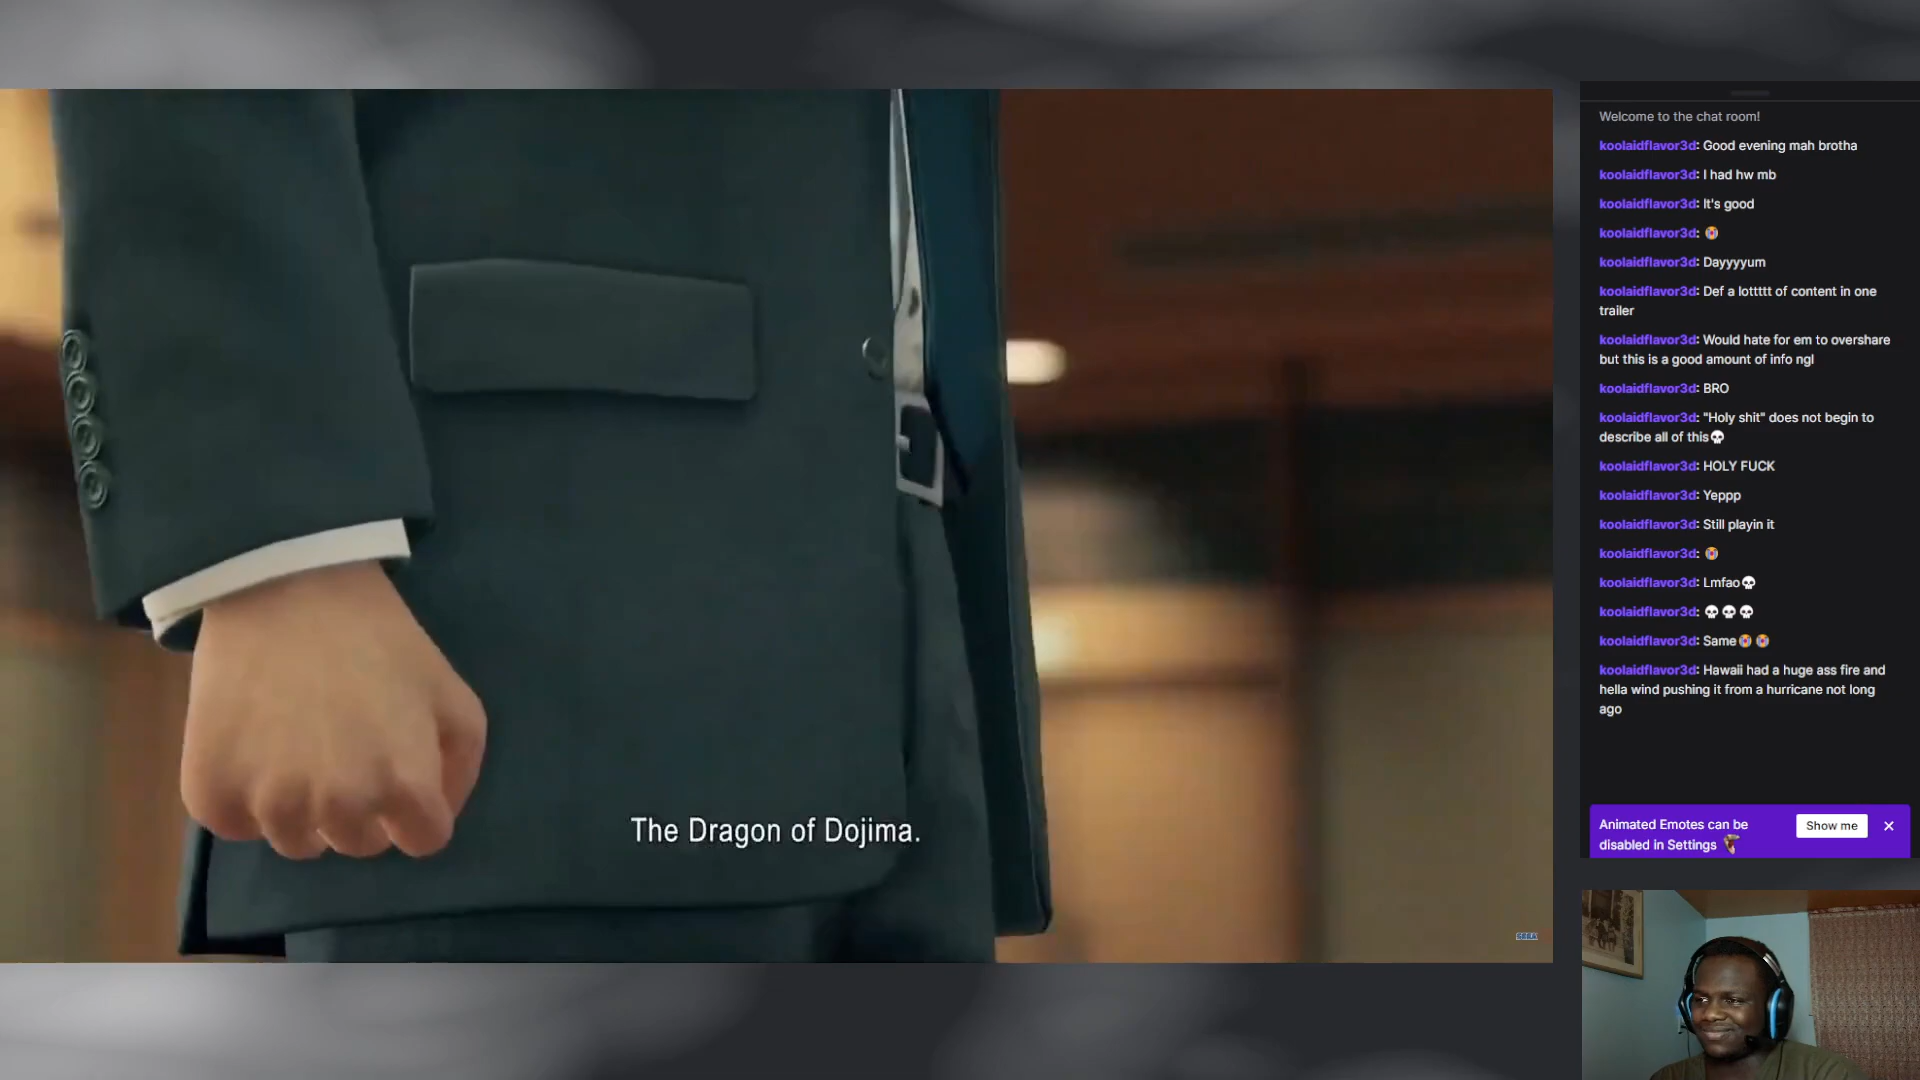 Welcome to the chat room!
koolaidflavor3d: Good evening mah brotha
koolaidflavor3d: I had hw mb
koolaidflavor3d: It's good
koolaidflavor3d:
koolaidflavor3d: Dayyyyum
koolaidflavor3d: Def a lottttt of content in one
trailer
koolaidflavor3d: Would hate for em to overshare
but this is a good amount of info ngl
koolaidflavor3d: BRO
koolaidflavor3d: "Holy shit" does not begin to
describe all of this💀
koolaidflavor3d: HOLY FUCK
koolaidflavor3d: Yeppp
koolaidflavor3d: Still playin it
koolaidflavor3d:
koolaidflavor3d: Lmfao💀
koolaidflavor3d: 💀💀💀
koolaidflavor3d: Same
koolaidflavor3d: Hawaii had a huge ass fire and
hella wind pushing it from a hurricane not long
ago
Animated Emotes can be
disabled in Settings
Show me
The Dragon of Dojima.
SEGA